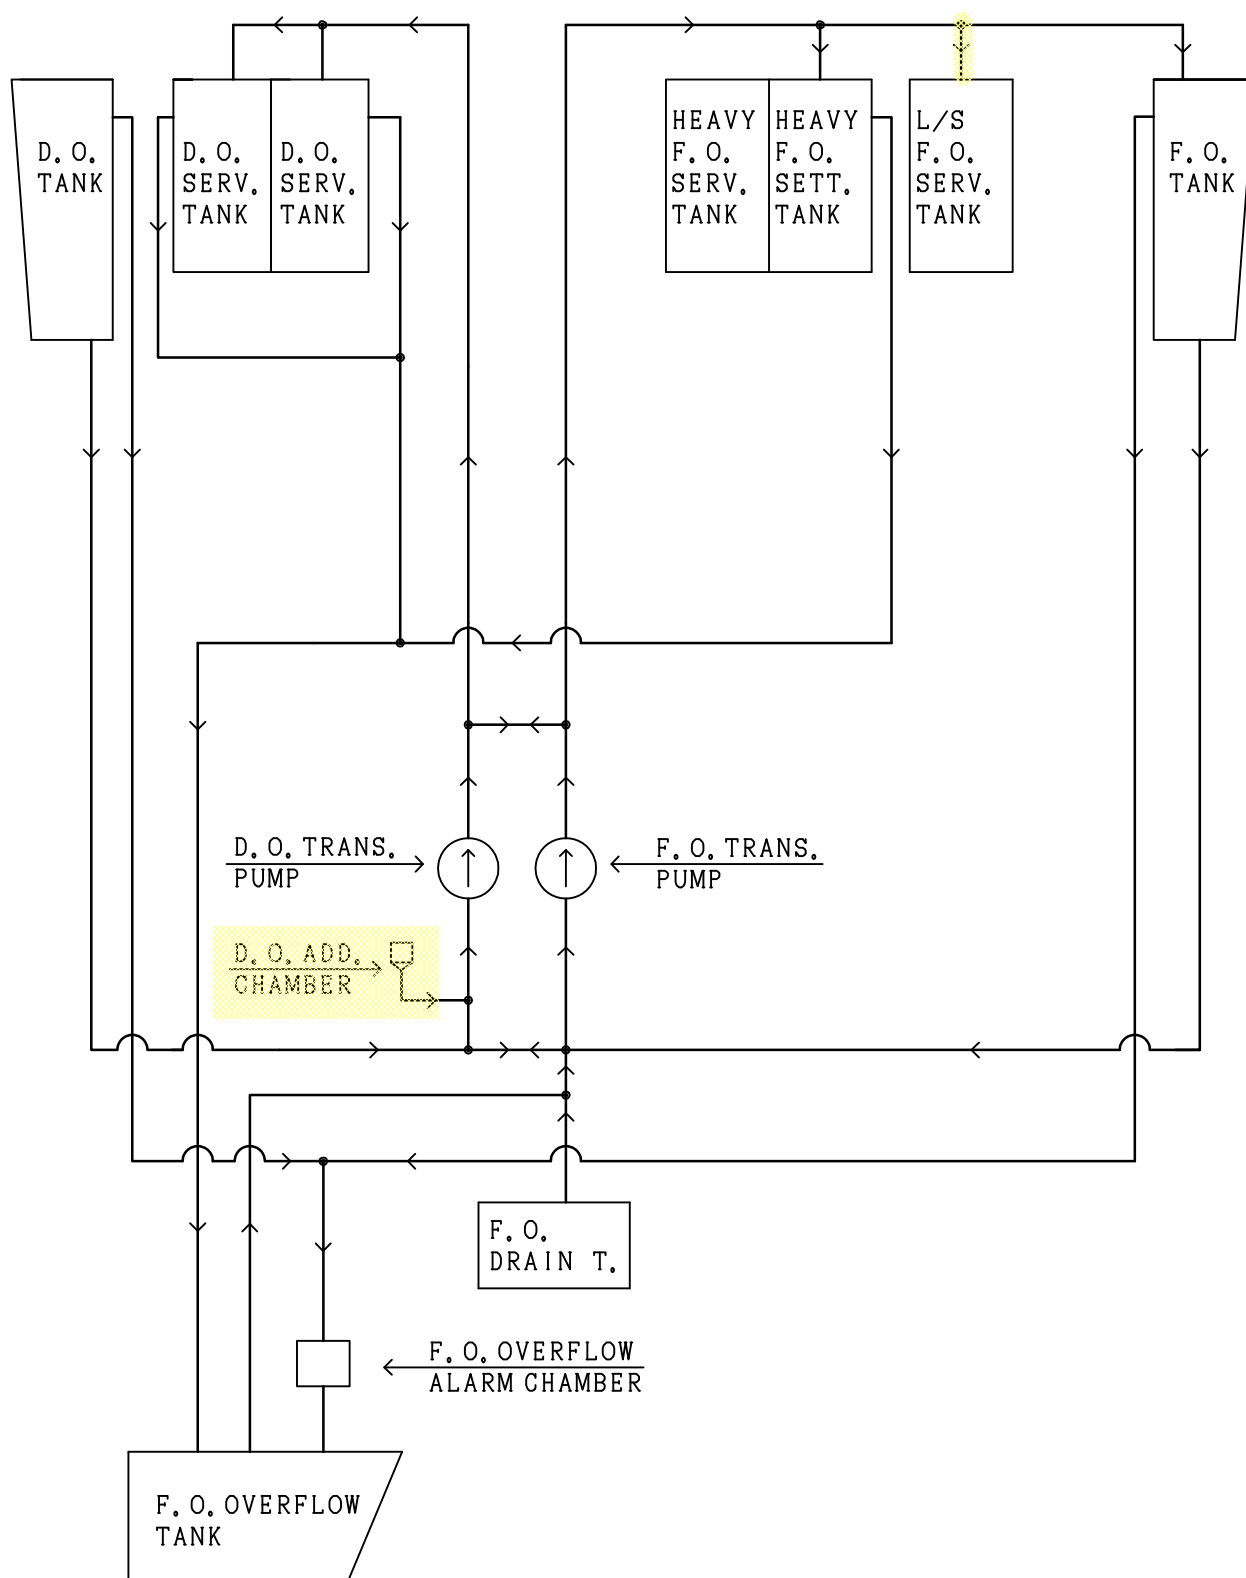 D. O.
TANK
D. O.
SERV.
TANK
D. O.
SERV.
TANK
HEAVY
F. O.
SERV.
TANK
HEAVY
F. O.
SETT.
TANK
L/S
F. O.
SERV.
TANK
F. O.
TANK
D. O. TRANS.
PUMP
F. O. TRANS.
PUMP
D. O. ADD.
CHAMBER
F. O.
DRAIN T.
F. O. OVERFLOW
ALARM CHAMBER
F. O. OVERFLOW
TANK